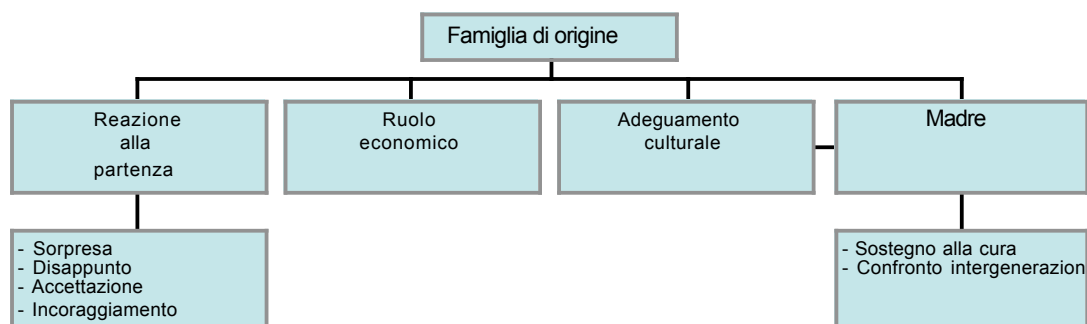 Famiglia di origine
Reazione
alla
partenza
Ruolo
economico
Adeguamento
culturale
Madre
- Sorpresa
- Disappunto
- Accettazione
- Incoraggiamento
- Sostegno alla cura
- Confronto intergenerazion